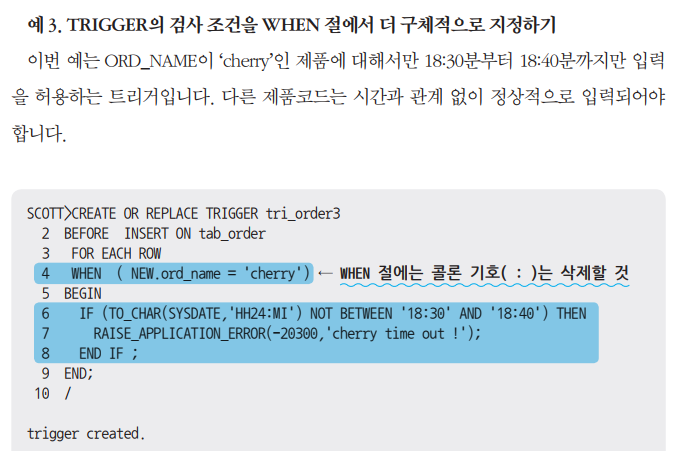 예 3. TRIGGER의 검사 조건을 WHEN 절에서 더 구체적으로 지정하기
이번 예는 ORD_NAME이 ‘cherry’인 제품에 대해서만 18:30분부터 18:40분까지만 입력
을 허용하는 트리거입니다. 다른 제품코드는 시간과 관계 없이 정상적으로 입력되어야
합니다.
SCOTT>CREATE OR REPLACE TRIGGER tri_order3
2 BEFORE INSERT ON tab_order
3 FOR EACH ROW
4 WHEN ( NEW.ord_name = 'cherry') ← WHEN 절에는 콜론 기호( : )는 삭제할 것
5 BEGIN
6 IF (TO_CHAR(SYSDATE,'HH24:MI') NOT BETWEEN '18:30' AND '18:40') THEN
7 RAISE_APPLICATION_ERROR(-20300,'cherry time out !');
8 END IF ;
9 END;
10 /
trigger created.